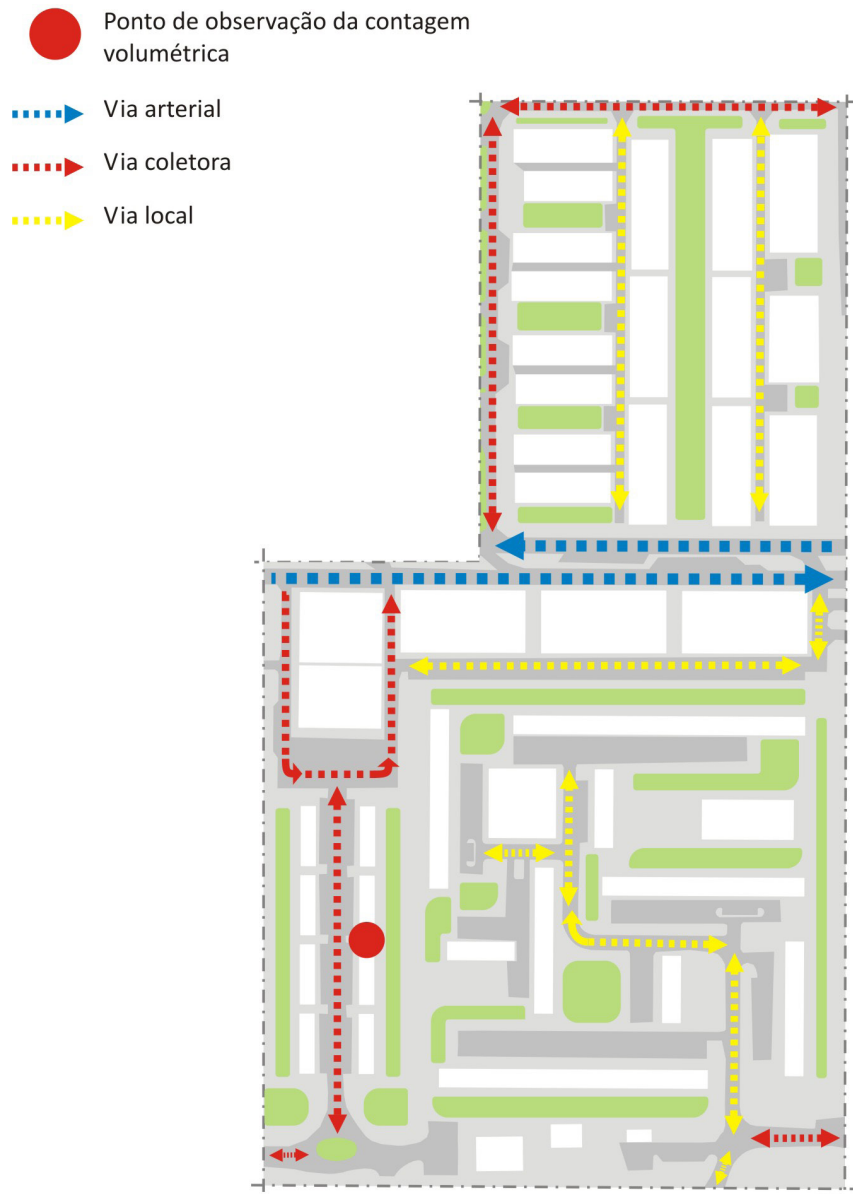 Ponto de observação da contagem
volumétrica
Via arterial
Via coletora
Via local